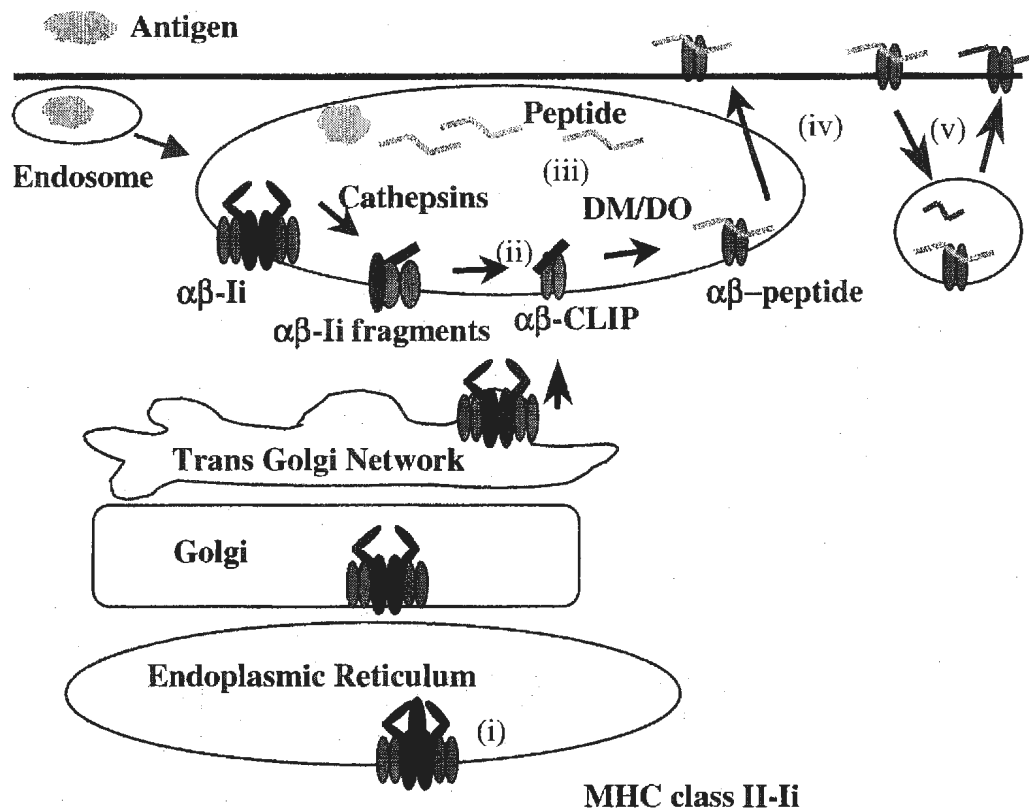 Antigen
Peptide
(iv)
(v)
Endosome
(iii)
Cathepsins
DM/DO
(ii)
αβ-Ii
αβ-Ii fragments
αβ-CLIP
αβ–peptide
Trans Golgi Network
Golgi
Endoplasmic Reticulum
(i)
MHC class II-Ii